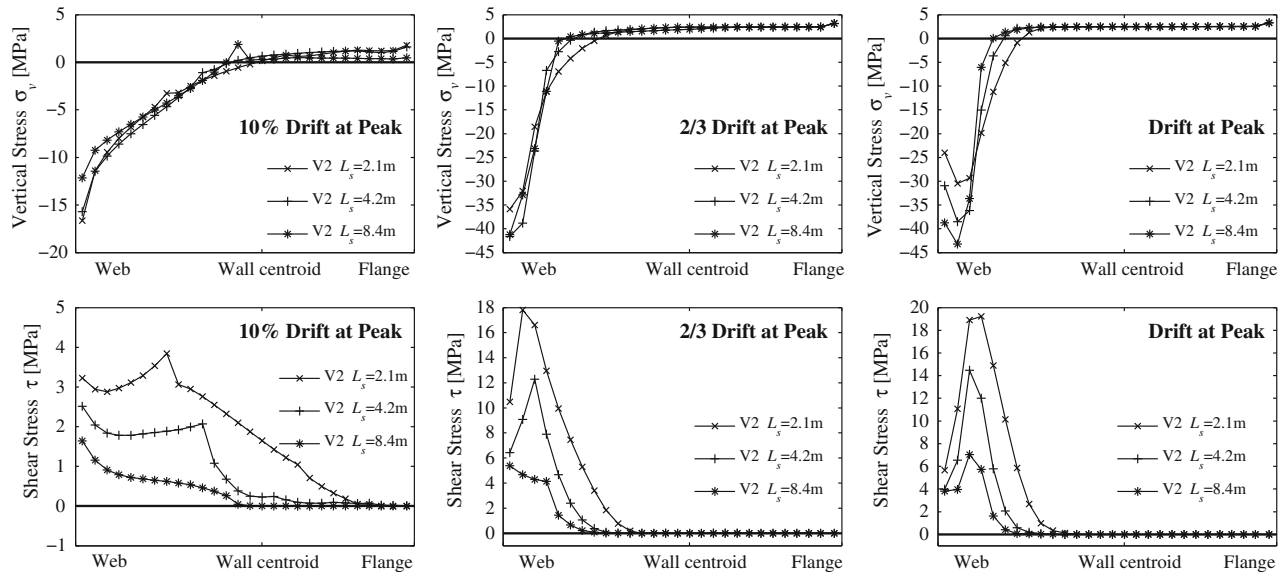 Vertical Stress σv [MPa]
5
0
−5
−10
−15
−20
10% Drift at Peak
V2 Ls=2.1m
V2 Ls=4.2m
V2 Ls=8.4m
Web
Wall centroid
Flange
Vertical Stress σv [MPa]
5
0
−5
−10
−15
−20
−25
−30
−35
−40
−45
2/3 Drift at Peak
V2 Ls=2.1m
V2 Ls=4.2m
V2 Ls=8.4m
Web
Wall centroid
Flange
Vertical Stress σv [MPa]
5
0
−5
−10
−15
−20
−25
−30
−35
−40
−45
Drift at Peak
V2 Ls=2.1m
V2 Ls=4.2m
V2 Ls=8.4m
Web
Wall centroid
Flange
Shear Stress τ [MPa]
5
4
3
2
1
0
−1
10% Drift at Peak
V2 Ls=2.1m
V2 Ls=4.2m
V2 Ls=8.4m
Web
Wall centroid
Flange
Shear Stress τ [MPa]
18
16
14
12
10
8
6
4
2
0
2/3 Drift at Peak
V2 Ls=2.1m
V2 Ls=4.2m
V2 Ls=8.4m
Web
Wall centroid
Flange
Shear Stress τ [MPa]
20
18
16
14
12
10
8
6
4
2
0
Drift at Peak
V2 Ls=2.1m
V2 Ls=4.2m
V2 Ls=8.4m
Web
Wall centroid
Flange